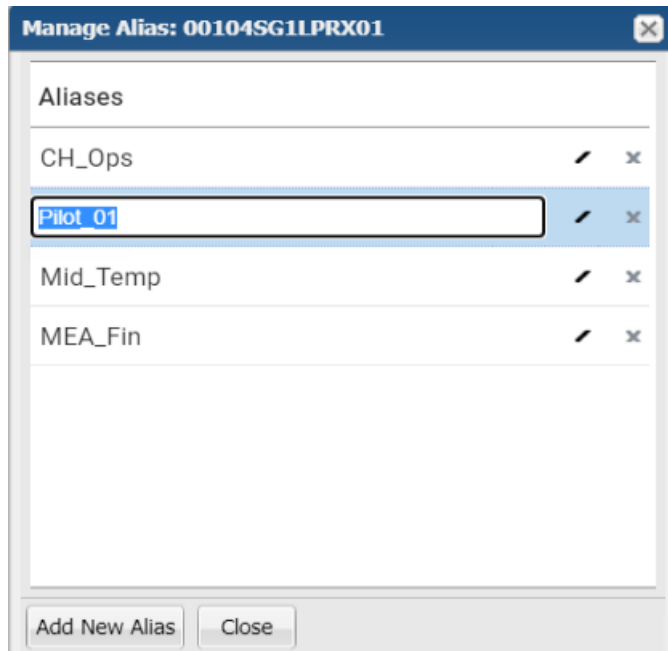 Manage Alias: 00104SG1LPRX01
Aliases
CH_Ops
Pilot_01
Mid_Temp
MEA_Fin
Add New Alias Close